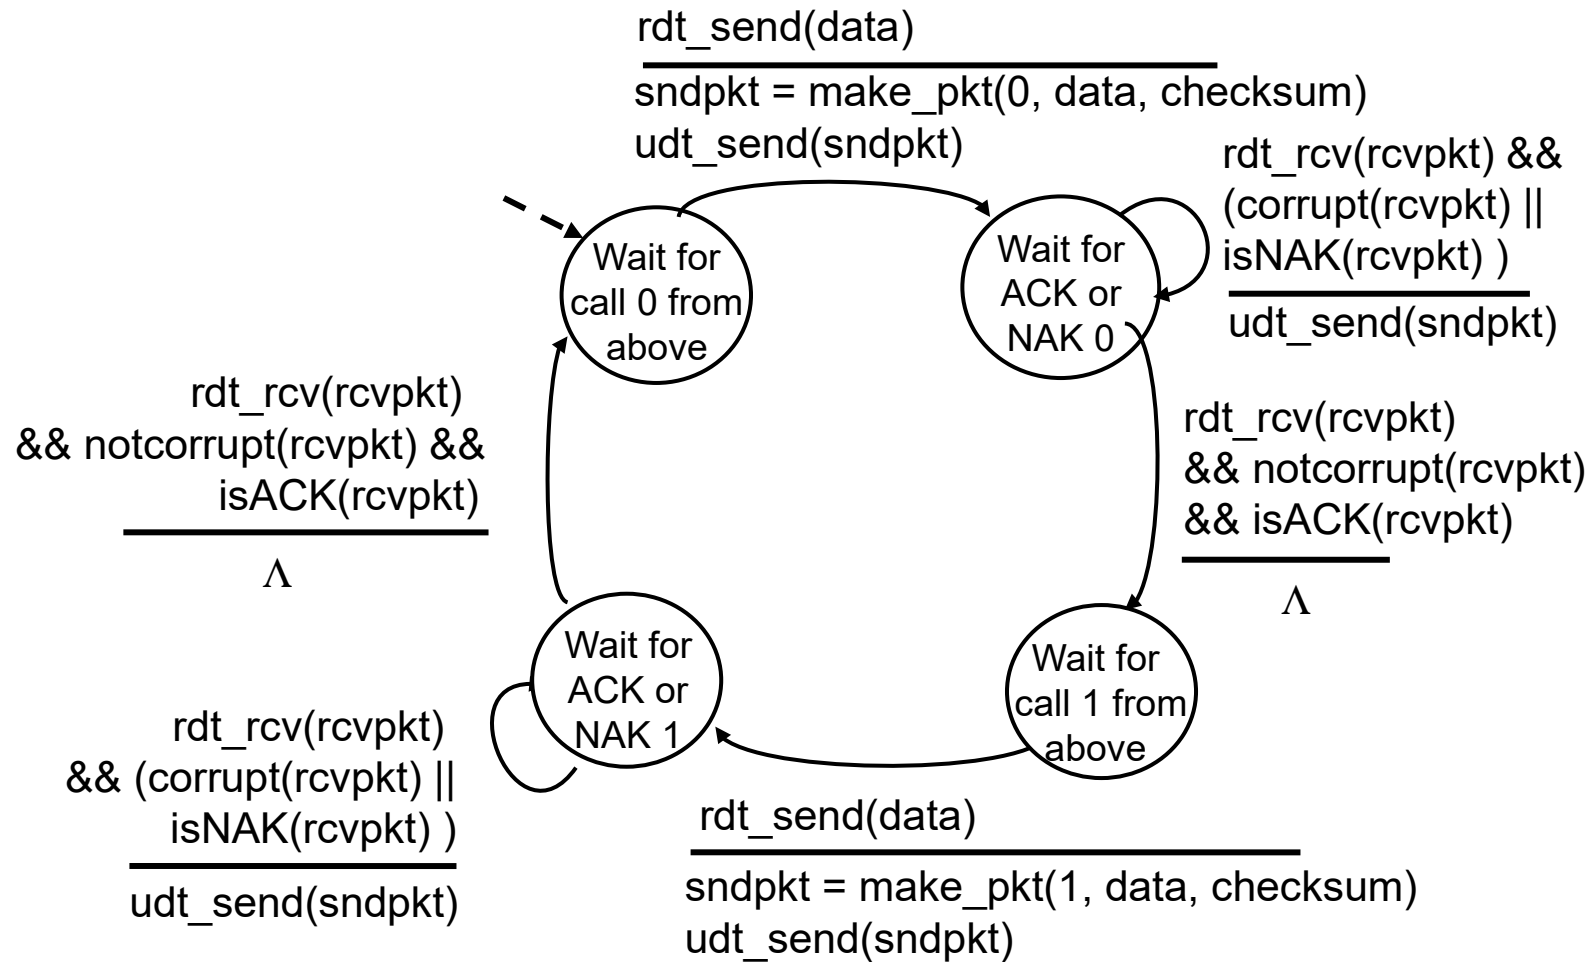 rdt_send(data)
sndpkt = make_pkt(0, data, checksum)
udt_send(sndpkt)
rdt_rcv(rcvpkt) &&
(corrupt(rcvpkt) ||
isNAK(rcvpkt) )
udt_send(sndpkt)
Wait for
call 0 from
above
Wait for
ACK or
NAK 0
rdt_rcv(rcvpkt)
&& notcorrupt(rcvpkt) &&
isACK(rcvpkt)
Λ
rdt_rcv(rcvpkt)
&& notcorrupt(rcvpkt)
&& isACK(rcvpkt)
Λ
Wait for
ACK or
NAK 1
Wait for
call 1 from
above
rdt_rcv(rcvpkt)
&& (corrupt(rcvpkt) ||
isNAK(rcvpkt) )
udt_send(sndpkt)
rdt_send(data)
sndpkt = make_pkt(1, data, checksum)
udt_send(sndpkt)